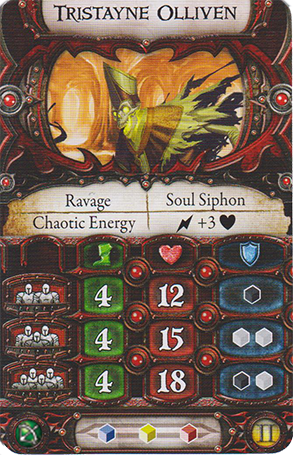 TRISTAYNE OLLIVEN
Ravage Soul Siphon
Chaotic Energy +3
4 12
4 15
4 18
II